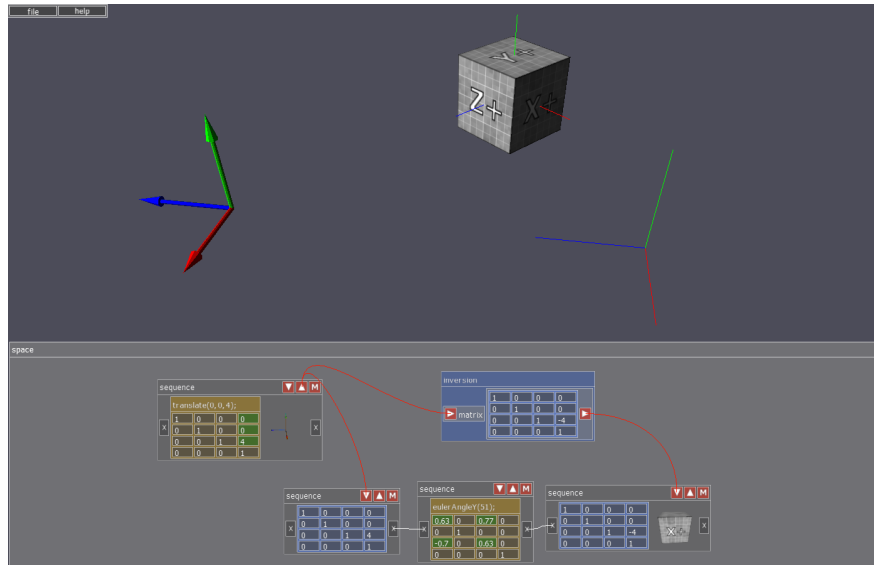 file help
Y+
Z+
X+
space
sequence M
translate(0,0,4);
1 0 0 0
0 1 0 0
0 0 1 4
0 0 0 1
x x
inversion
matrix
1 0 0 0
0 1 0 0
0 0 1 -4
0 0 0 1
sequence M
1 0 0 0
0 1 0 0
0 0 1 4
0 0 0 1
x x
sequence M
eulerAngleY(51);
0.63 0 0.77 0
0 1 0 0
-0.7 0 0.63 0
0 0 0 1
x x
sequence M
1 0 0 0
0 1 0 0
0 0 1 -4
0 0 0 1
x X+ x